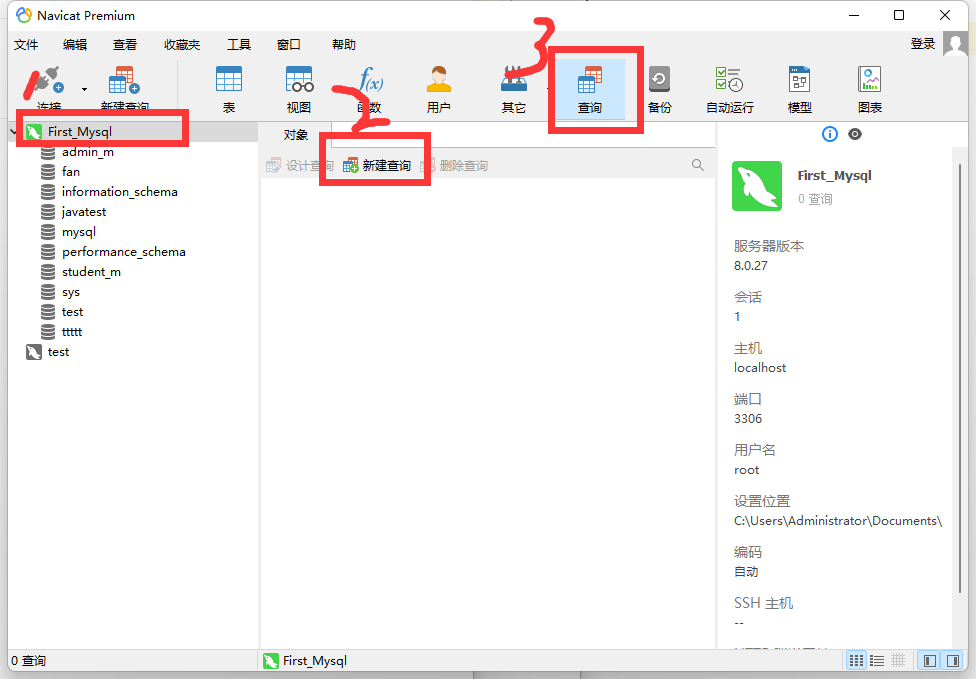 Navicat Premium
文件 编辑 查看 收藏夹 工具 窗口 帮助 登录
连接 新建查询 表 视图 函数 用户 其它 查询 备份 自动运行 模型 图表
1
2
3
First_Mysql
admin_m
fan
information_schema
javatest
mysql
performance_schema
student_m
sys
test
ttttt
test
对象
设计查询 新建查询 删除查询
First_Mysql
0 查询
服务器版本
8.0.27
会话
1
主机
localhost
端口
3306
用户名
root
设置位置
C:\Users\Administrator\Documents\
编码
自动
SSH 主机
--
0 查询 First_Mysql